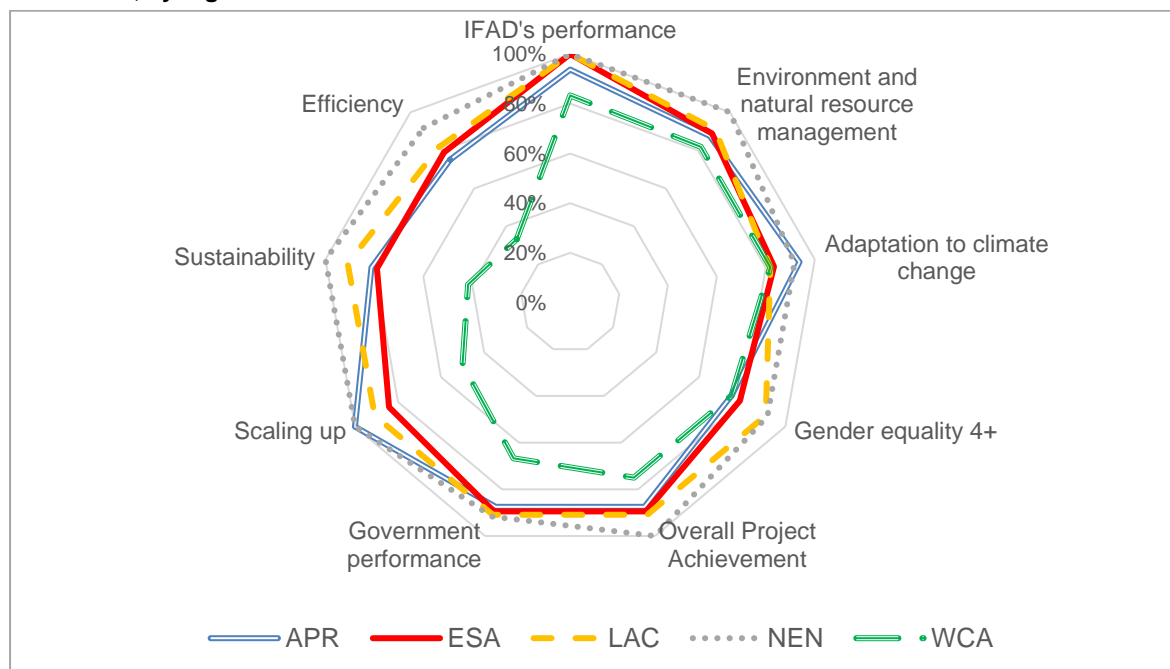 IFAD's performance
100%
80%
60%
40%
20%
0%
Environment and
natural resource
management
Adaptation to climate
change
Gender equality 4+
Overall Project
Achievement
Government
performance
Scaling up
Sustainability
Efficiency
APR ESA LAC NEN WCA